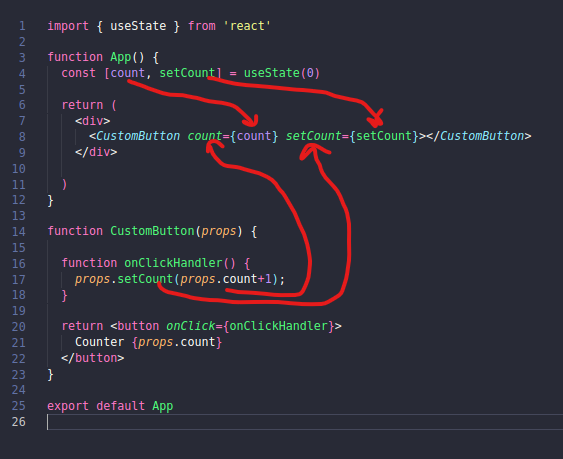 1 import { useState } from 'react'
2
3 function App() {
4 const [count, setCount] = useState(0)
5
6 return (
7 <div>
8 <CustomButton count={count} setCount={setCount}></CustomButton>
9 </div>
10
11 )
12 }
13
14 function CustomButton(props) {
15
16 function onClickHandler() {
17 props.setCount(props.count+1);
18 }
19
20 return <button onClick={onClickHandler}>
21 Counter {props.count}
22 </button>
23 }
24
25 export default App
26